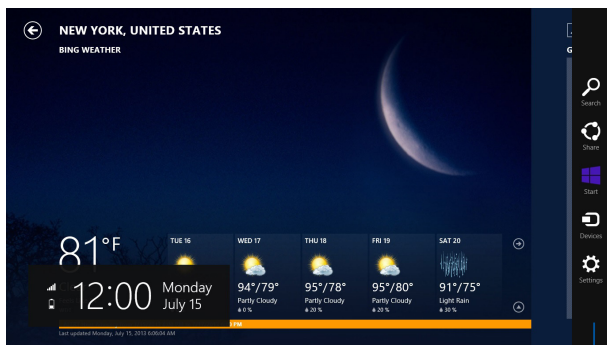 NEW YORK, UNITED STATES
BING WEATHER
G
Search
Share
Start
Devices
Settings
81°F
TUE 16
WED 17
94°/79°
Partly Cloudy
0 %
THU 18
95°/78°
Partly Cloudy
20 %
FRI 19
95°/80°
Partly Cloudy
20 %
SAT 20
91°/75°
Light Rain
30 %
12:00
Monday
July 15
PM
Last updated Monday, July 15, 2013 6:06:04 AM